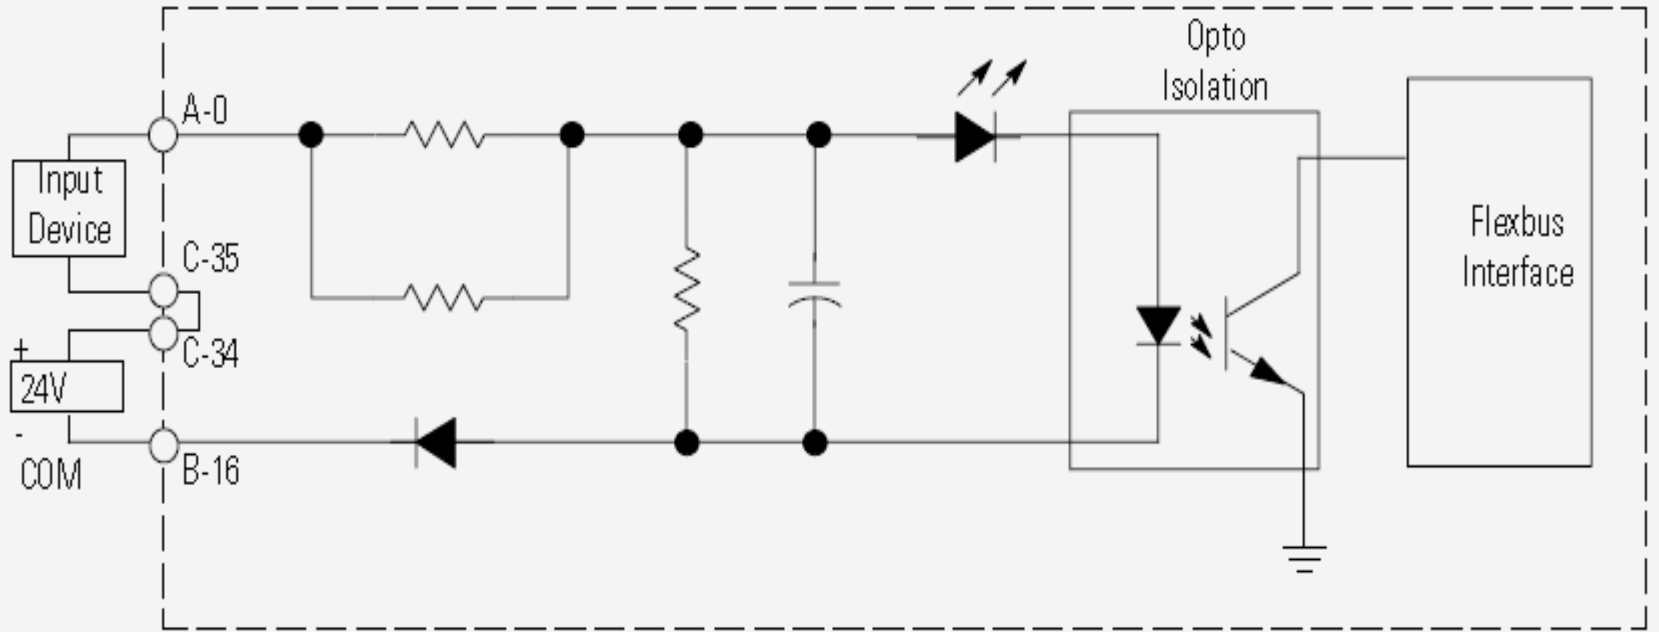 Opto
Isolation
A-0
Input
Device
C-35
Flexbus
Interface
C-34
+
24V
-
COM
B-16